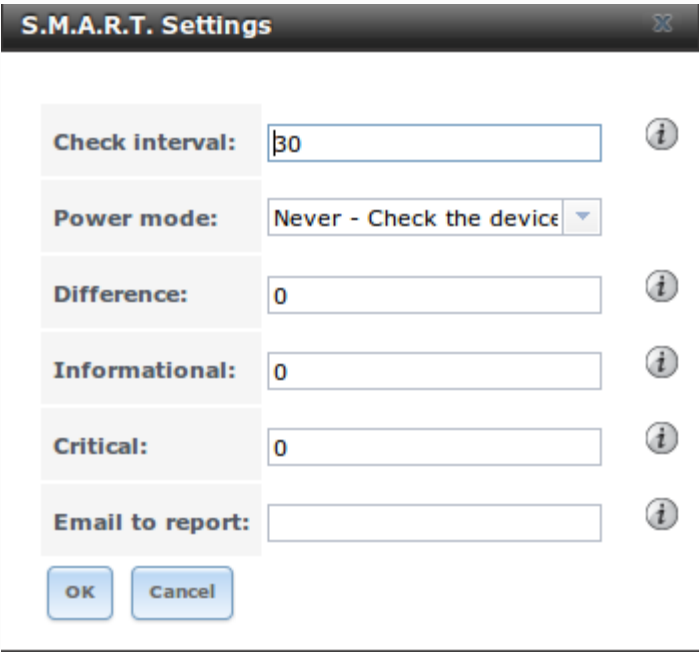 S.M.A.R.T. Settings
Check interval: 30
Power mode: Never - Check the device
Difference: 0
Informational: 0
Critical: 0
Email to report:
OK Cancel